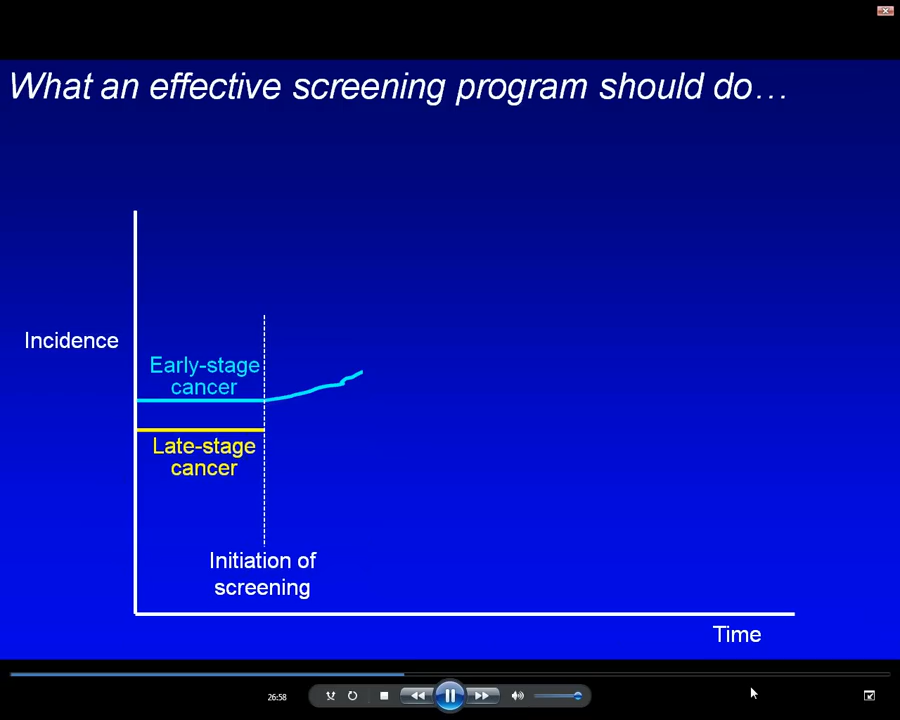 What an effective screening program should do…
Incidence
Early-stage
cancer
Late-stage
cancer
Initiation of
screening
Time
26:58